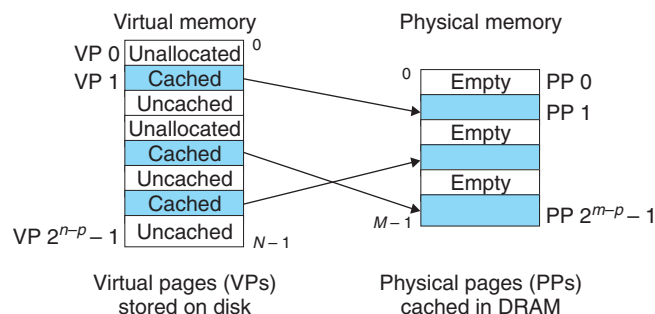 Virtual memory
Physical memory
VP 0 Unallocated 0
VP 1 Cached
Uncached
Unallocated
Cached
Uncached
Cached
VP 2ⁿ⁻ᵖ – 1 Uncached N – 1
0 Empty PP 0
PP 1
Empty
Empty
M – 1 PP 2ᵐ⁻ᵖ – 1
Virtual pages (VPs)
stored on disk
Physical pages (PPs)
cached in DRAM